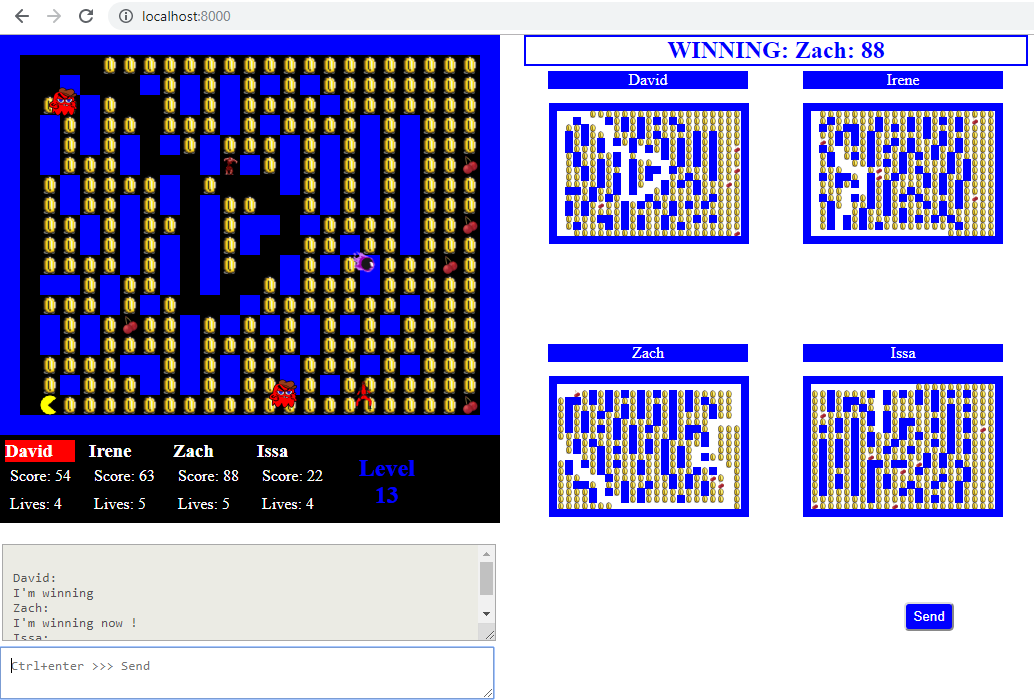 localhost:8000
WINNING: Zach: 88
David
Irene
Zach
Issa
David
Irene
Zach
Issa
Score: 54
Score: 63
Score: 88
Score: 22
Lives: 4
Lives: 5
Lives: 5
Lives: 4
Level
13
David:
I'm winning
Zach:
I'm winning now !
Issa:
Ctrl+enter >>> Send
Send